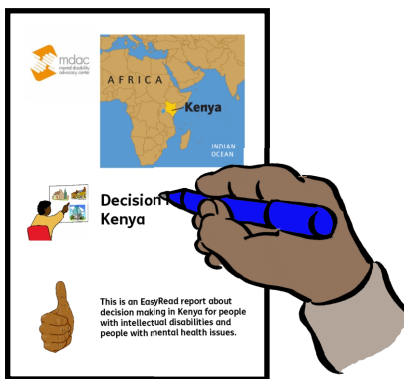 mdac
mental disability
advocacy center
AFRICA
Kenya
INDIAN
OCEAN
Decision
Kenya
This is an EasyRead report about
decision making in Kenya for people
with intellectual disabilities and
people with mental health issues.